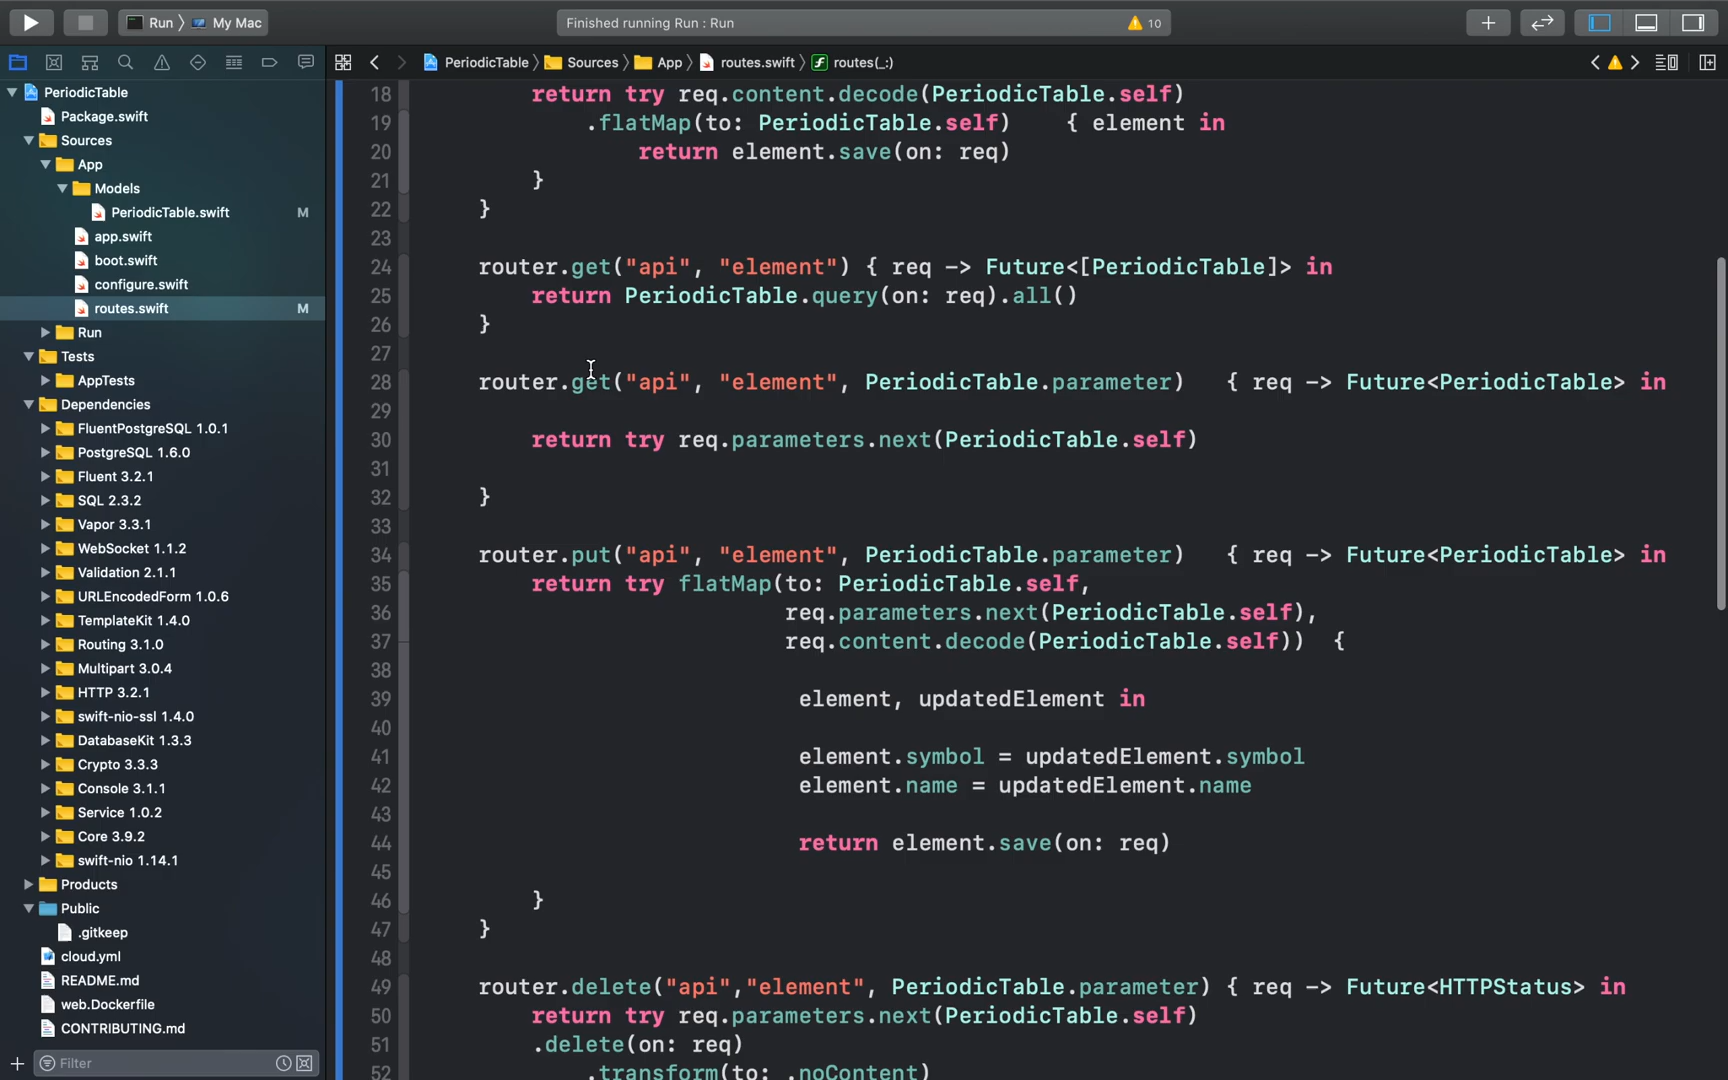 Run 〉 My Mac
Finished running Run : Run
10
PeriodicTable 〉 Sources 〉 App 〉 routes.swift 〉 f routes(_:)
PeriodicTable
Package.swift
Sources
App
Models
PeriodicTable.swift M
app.swift
boot.swift
configure.swift
routes.swift M
Run
Tests
AppTests
Dependencies
FluentPostgreSQL 1.0.1
PostgreSQL 1.6.0
Fluent 3.2.1
SQL 2.3.2
Vapor 3.3.1
WebSocket 1.1.2
Validation 2.1.1
URLEncodedForm 1.0.6
TemplateKit 1.4.0
Routing 3.1.0
Multipart 3.0.4
HTTP 3.2.1
swift-nio-ssl 1.4.0
DatabaseKit 1.3.3
Crypto 3.3.3
Console 3.1.1
Service 1.0.2
Core 3.9.2
swift-nio 1.14.1
Products
Public
.gitkeep
cloud.yml
README.md
web.Dockerfile
CONTRIBUTING.md
Filter
18 return try req.content.decode(PeriodicTable.self)
19 .flatMap(to: PeriodicTable.self) { element in
20 return element.save(on: req)
21 }
22 }
23
24 router.get("api", "element") { req -> Future<[PeriodicTable]> in
25 return PeriodicTable.query(on: req).all()
26 }
27
28 router.get("api", "element", PeriodicTable.parameter) { req -> Future<PeriodicTable> in
29
30 return try req.parameters.next(PeriodicTable.self)
31
32 }
33
34 router.put("api", "element", PeriodicTable.parameter) { req -> Future<PeriodicTable> in
35 return try flatMap(to: PeriodicTable.self,
36 req.parameters.next(PeriodicTable.self),
37 req.content.decode(PeriodicTable.self)) {
38
39 element, updatedElement in
40
41 element.symbol = updatedElement.symbol
42 element.name = updatedElement.name
43
44 return element.save(on: req)
45
46 }
47 }
48
49 router.delete("api","element", PeriodicTable.parameter) { req -> Future<HTTPStatus> in
50 return try req.parameters.next(PeriodicTable.self)
51 .delete(on: req)
52 .transform(to: .noContent)